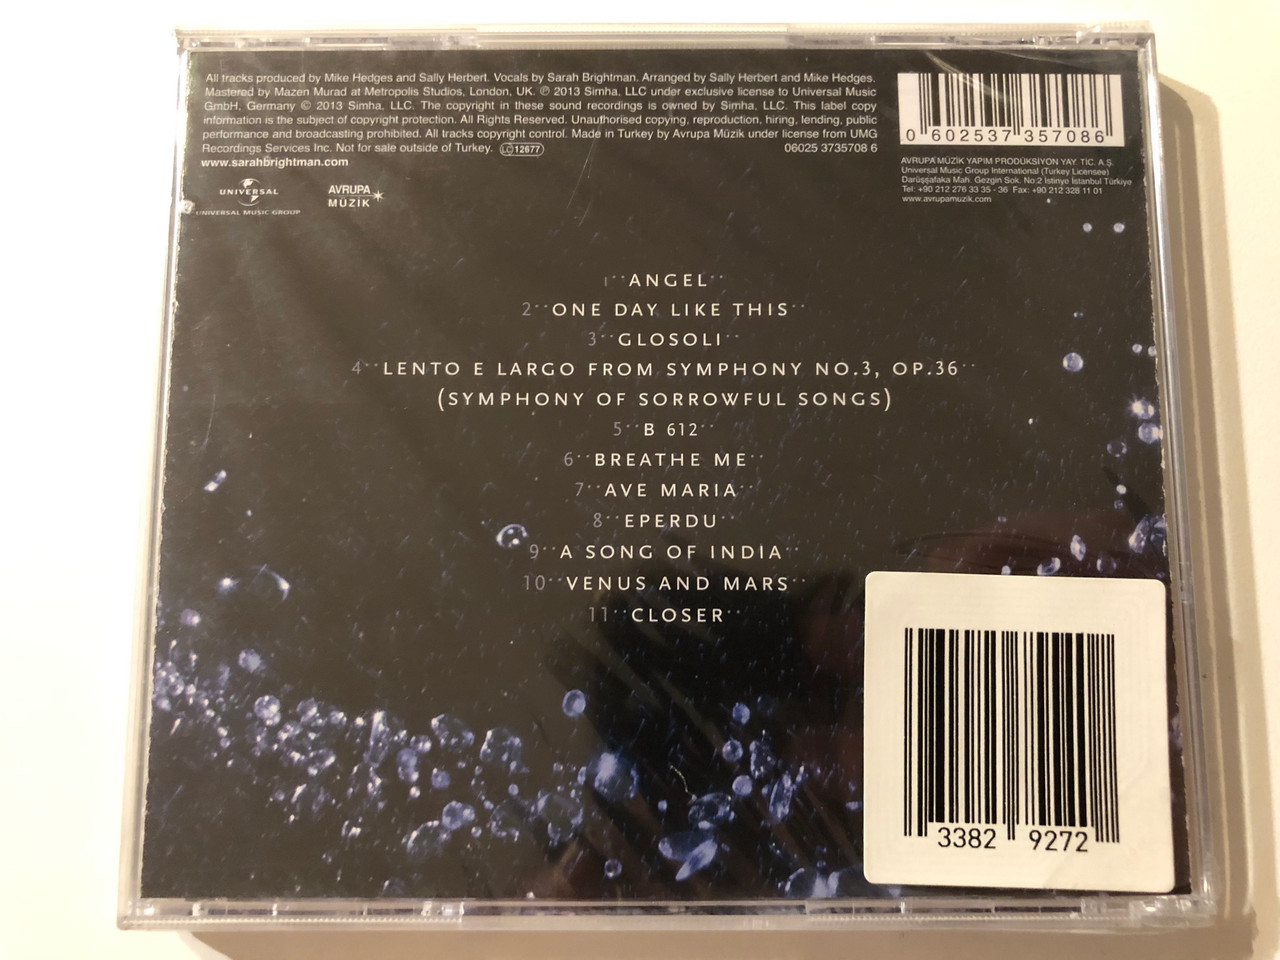 All tracks produced by Mike Hedges and Sally Herbert. Vocals by Sarah Brightman. Arranged by Sally Herbert and Mike Hedges.
Mastered by Mazen Murad at Metropolis Studios, London, UK. ℗ 2013 Simha, LLC under exclusive license to Universal Music
GmbH, Germany © 2013 Simha, LLC. The copyright in these sound recordings is owned by Simha, LLC. This label copy
information is the subject of copyright protection. All Rights Reserved. Unauthorised copying, reproduction, hiring, lending, public
performance and broadcasting prohibited. All tracks copyright control. Made in Turkey by Avrupa Müzik under license from UMG
Recordings Services Inc. Not for sale outside of Turkey. LC 12677 06025 3735708 6
www.sarahbrightman.com
UNIVERSAL
UNIVERSAL MUSIC GROUP
AVRUPA
MÜZİK
0 602537 357086
AVRUPA MÜZİK YAPIM PRODÜKSİYON YAY. TİC. A.Ş.
Universal Music Group International (Turkey Licensee)
Darüşşafaka Mah. Gezgin Sok. No:2 İstinye İstanbul Türkiye
Tel: +90 212 276 33 35 - 36 Fax: +90 212 328 11 01
www.avrupamuzik.com
1 ANGEL
2 ONE DAY LIKE THIS
3 GLOSOLI
4 LENTO E LARGO FROM SYMPHONY NO.3, OP.36
(SYMPHONY OF SORROWFUL SONGS)
5 B 612
6 BREATHE ME
7 AVE MARIA
8 EPERDU
9 A SONG OF INDIA
10 VENUS AND MARS
11 CLOSER
3382 9272